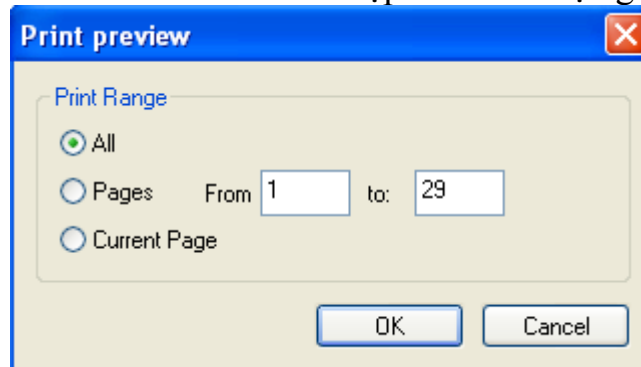 Print preview
Print Range
All
Pages From 1 to: 29
Current Page
OK Cancel